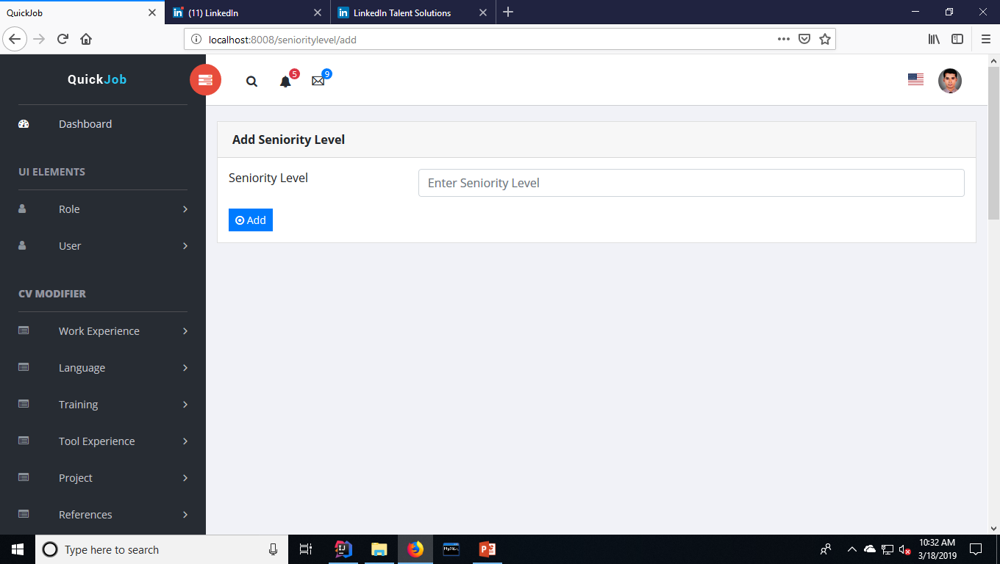 QuickJob
(11) LinkedIn
LinkedIn Talent Solutions
localhost:8008/senioritylevel/add
QuickJob
5
9
Dashboard
UI ELEMENTS
Role
User
CV MODIFIER
Work Experience
Language
Training
Tool Experience
Project
References
Add Seniority Level
Seniority Level
Enter Seniority Level
Add
Type here to search
10:32 AM
3/18/2019